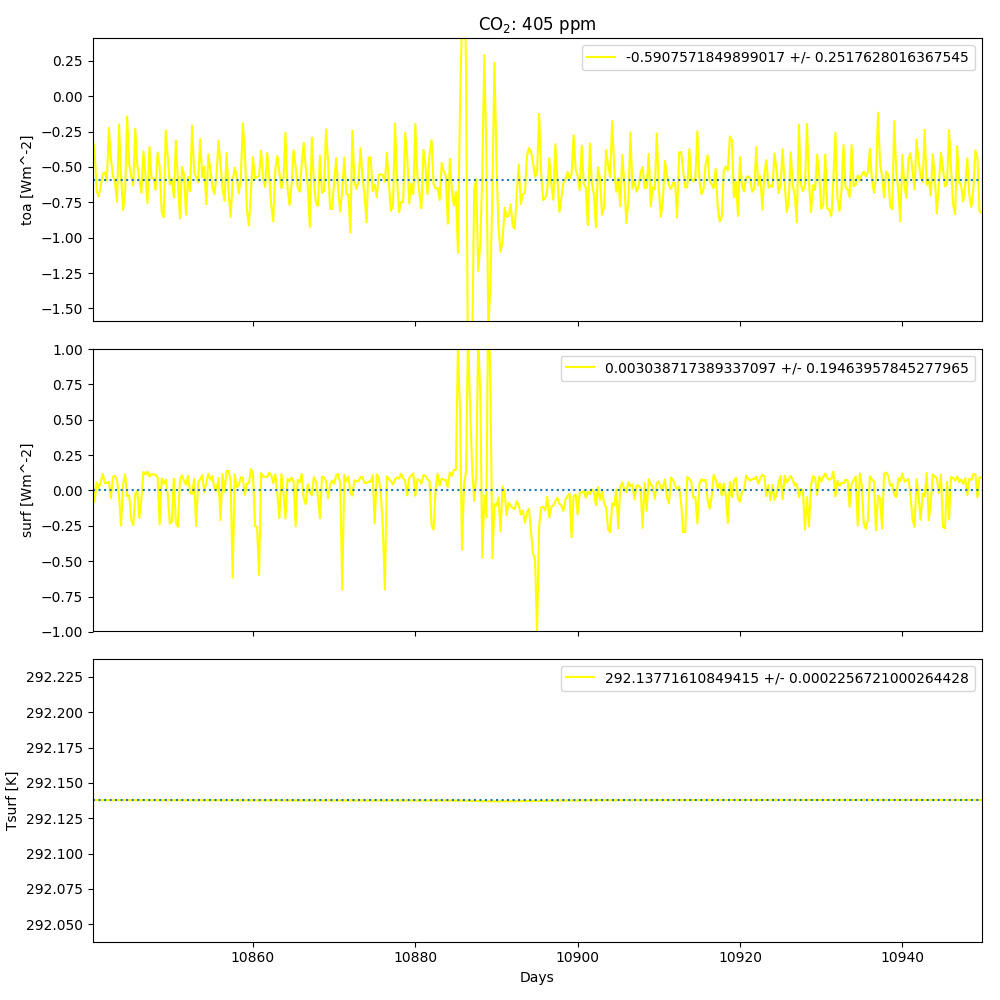 CO₂: 405 ppm
toa [Wm^-2]
0.25
0.00
−0.25
−0.50
−0.75
−1.00
−1.25
−1.50
-0.5907571849899017 +/- 0.2517628016367545
surf [Wm^-2]
1.00
0.75
0.50
0.25
0.00
−0.25
−0.50
−0.75
−1.00
0.003038717389337097 +/- 0.19463957845277965
Tsurf [K]
292.225
292.200
292.175
292.150
292.125
292.100
292.075
292.050
292.13771610849415 +/- 0.0002256721000264428
10860 10880 10900 10920 10940
Days